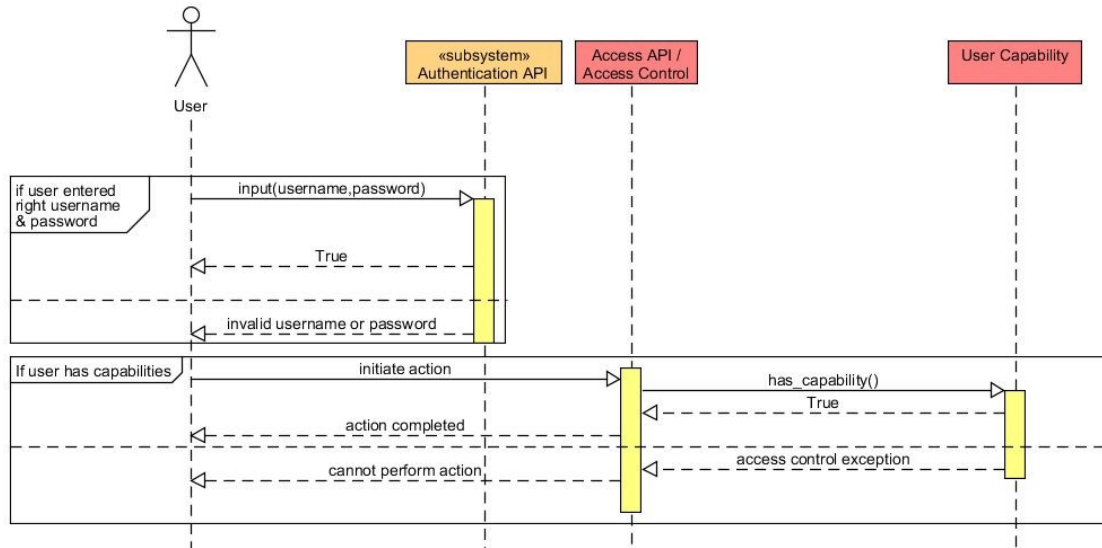 «subsystem»
Authentication API
Access API /
Access Control
User Capability
User
if user entered
right username
& password
input(username,password)
True
invalid username or password
If user has capabilities
initiate action
has_capability()
True
action completed
access control exception
cannot perform action